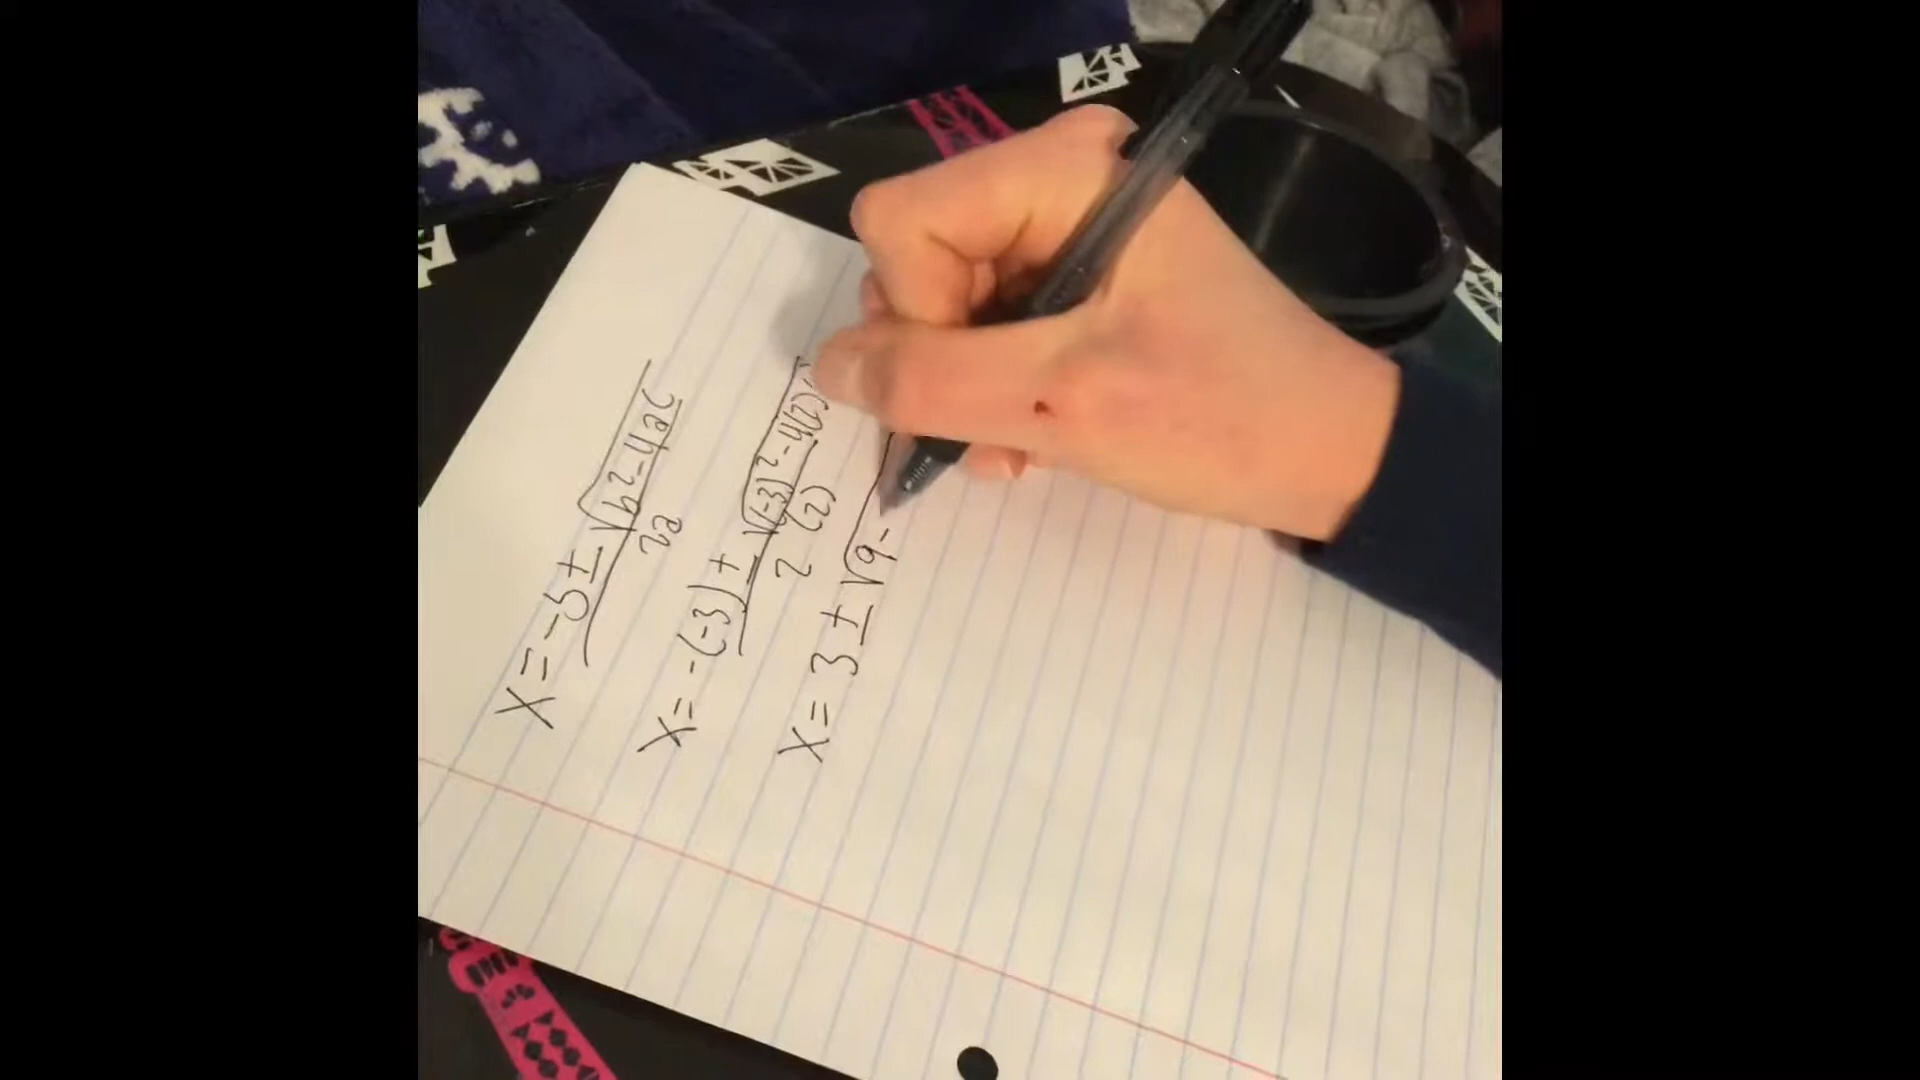 x = -b ± √b²-4ac
2a
x = -(-3) ± √(-3)²-4(2)(
2 (2)
x = 3 ± √9-